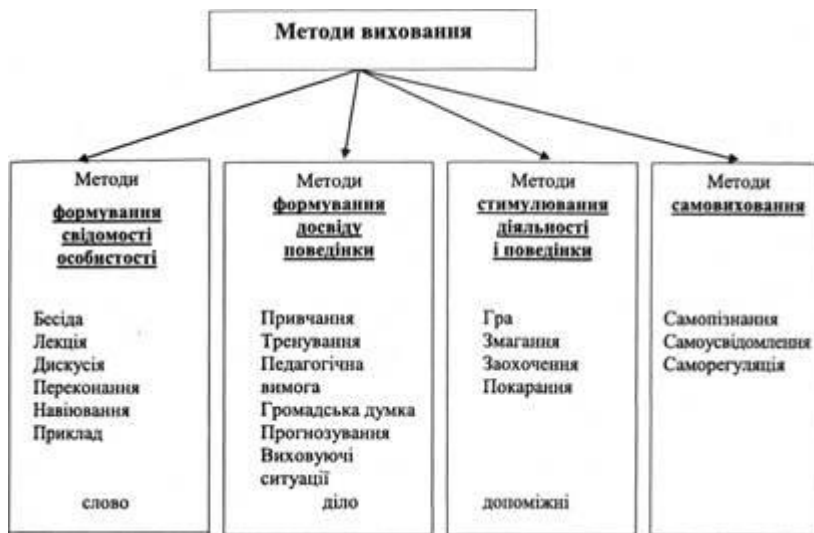 Методи виховання
Методи
формування
свідомості
особистості
Бесіда
Лекція
Дискусія
Переконання
Навіювання
Приклад
слово
Методи
формування
досвіду
поведінки
Привчання
Тренування
Педагогічна
вимога
Громадська думка
Прогнозування
Виховуючі
ситуації
діло
Методи
стимулювання
діяльності
і поведінки
Гра
Змагання
Заохочення
Покарання
допоміжні
Методи
самовиховання
Самопізнання
Самоусвідомлення
Саморегуляція